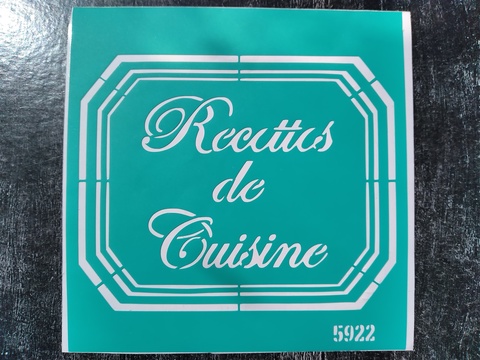 Recettes
de
Cuisine
5922